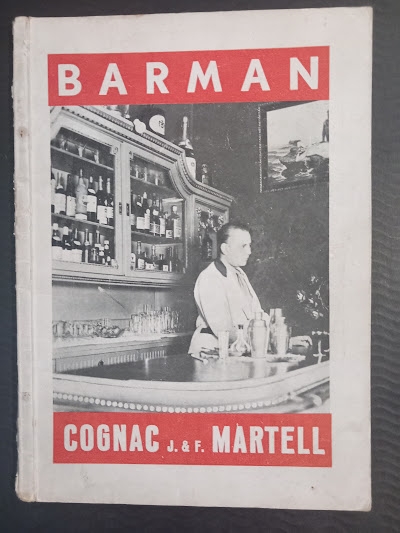 BARMAN
COGNAC J. & F. MARTELL